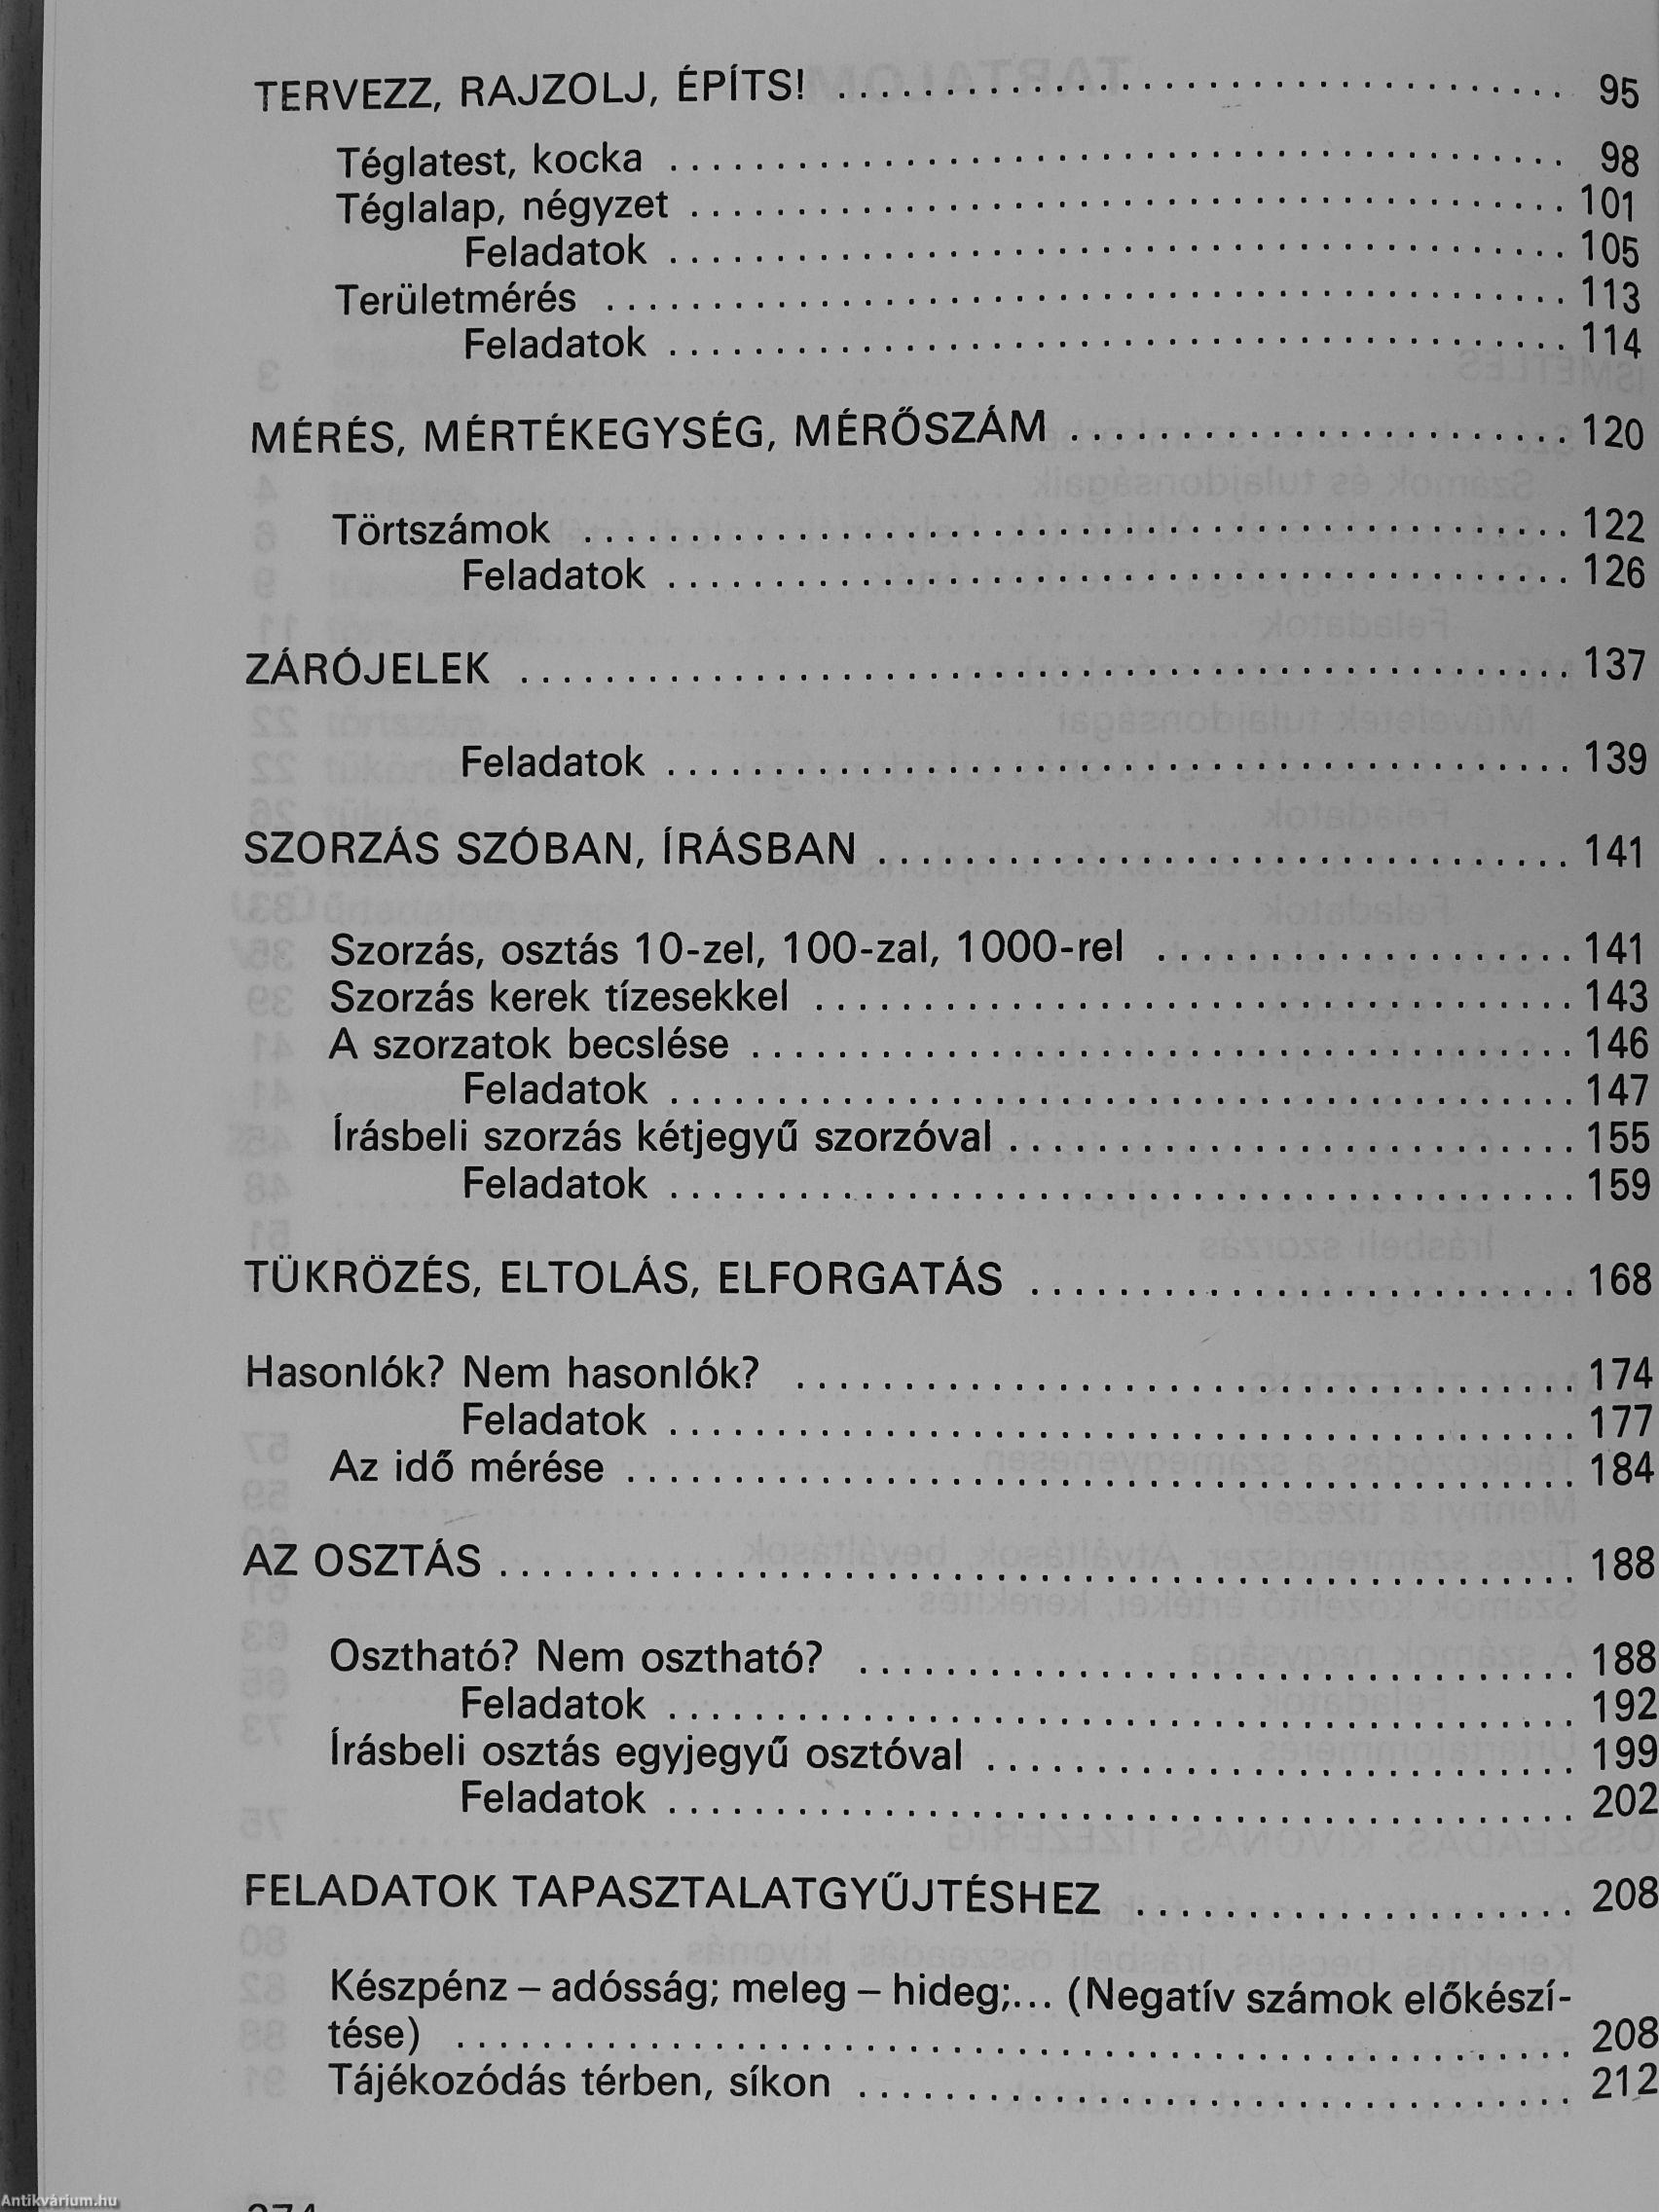 TERVEZZ, RAJZOLJ, ÉPÍTS! .................................. 95
Téglatest, kocka .......................................... 98
Téglalap, négyzet ......................................... 101
Feladatok .......................................... 105
Területmérés ............................................. 113
Feladatok .......................................... 114
MÉRÉS, MÉRTÉKEGYSÉG, MÉRŐSZÁM ....................... 120
Törtszámok .............................................. 122
Feladatok .......................................... 126
ZÁRÓJELEK ................................................. 137
Feladatok .......................................... 139
SZORZÁS SZÓBAN, ÍRÁSBAN ................................ 141
Szorzás, osztás 10-zel, 100-zal, 1000-rel ................... 141
Szorzás kerek tízesekkel ................................... 143
A szorzatok becslése ...................................... 146
Feladatok .......................................... 147
Írásbeli szorzás kétjegyű szorzóval .......................... 155
Feladatok .......................................... 159
TÜKRÖZÉS, ELTOLÁS, ELFORGATÁS ......................... 168
Hasonlók? Nem hasonlók? .................................... 174
Feladatok .......................................... 177
Az idő mérése ............................................ 184
AZ OSZTÁS .................................................. 188
Osztható? Nem osztható? ................................. 188
Feladatok .......................................... 192
Írásbeli osztás egyjegyű osztóval ........................... 199
Feladatok .......................................... 202
FELADATOK TAPASZTALATGYŰJTÉSHEZ .................... 208
Készpénz – adósság; meleg – hideg;... (Negatív számok előkészí-
tése) .................................................... 208
Tájékozódás térben, síkon ................................. 212
Antikvárium.hu